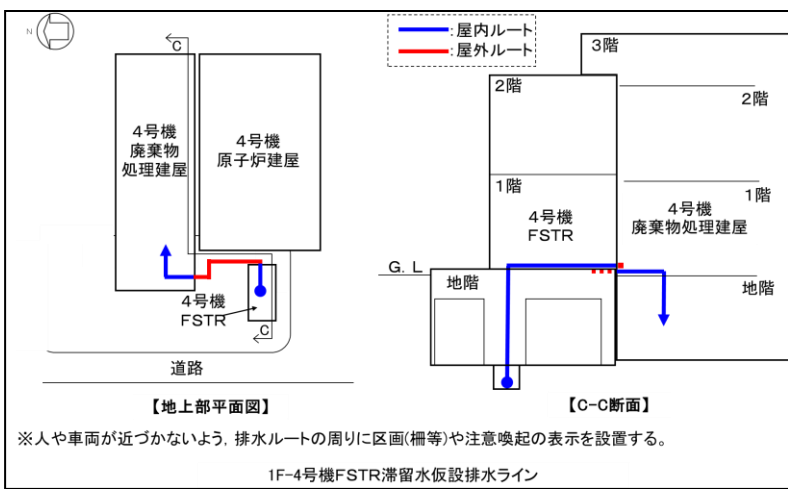 N
C
:屋内ルート
:屋外ルート
4号機
廃棄物
処理建屋
4号機
原子炉建屋
4号機
FSTR
C
道路
【地上部平面図】
3階
2階
2階
1階
1階
4号機
FSTR
4号機
廃棄物処理建屋
G.L
地階
地階
【C-C断面】
※人や車両が近づかないよう, 排水ルートの周りに区画(柵等)や注意喚起の表示を設置する。
1F-4号機FSTR滞留水仮設排水ライン